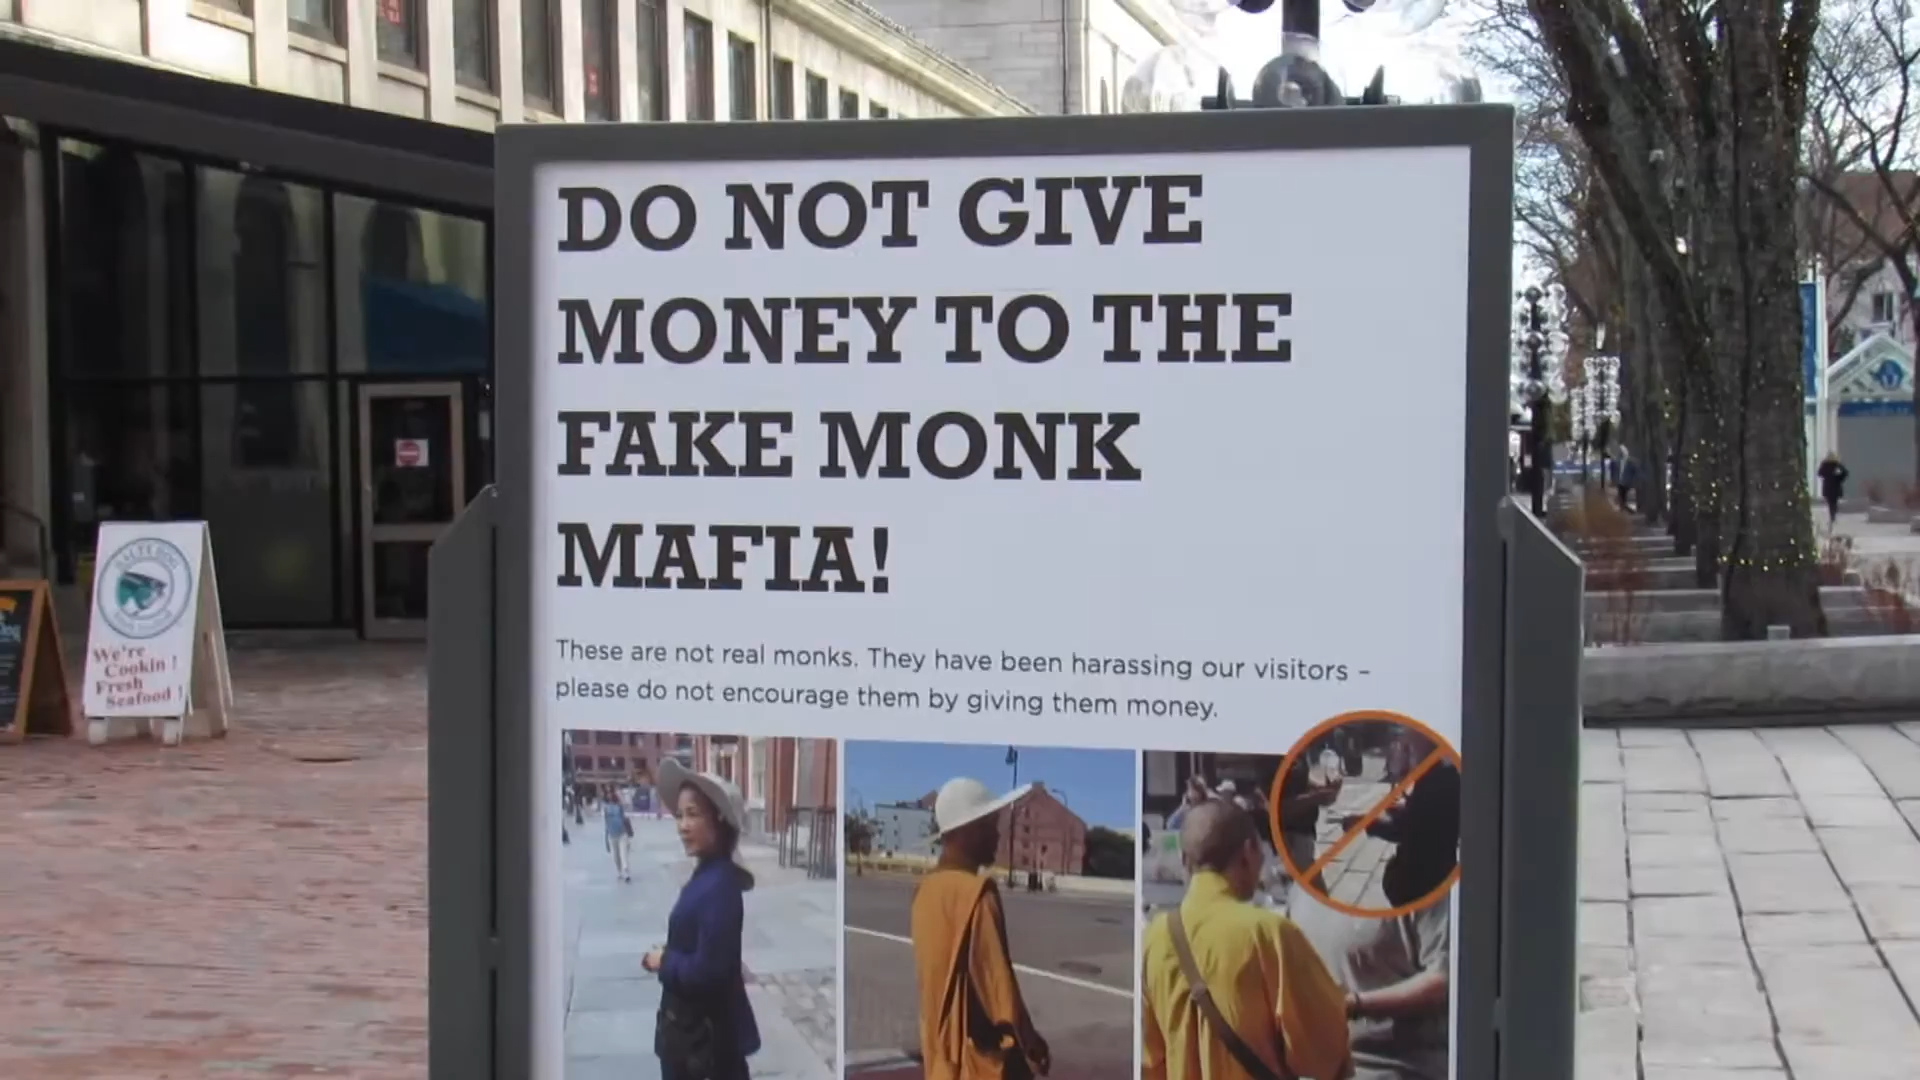 DO NOT GIVE
MONEY TO THE
FAKE MONK
MAFIA!
These are not real monks. They have been harassing our visitors –
please do not encourage them by giving them money.
We're
Cookin !
Fresh
Seafood !